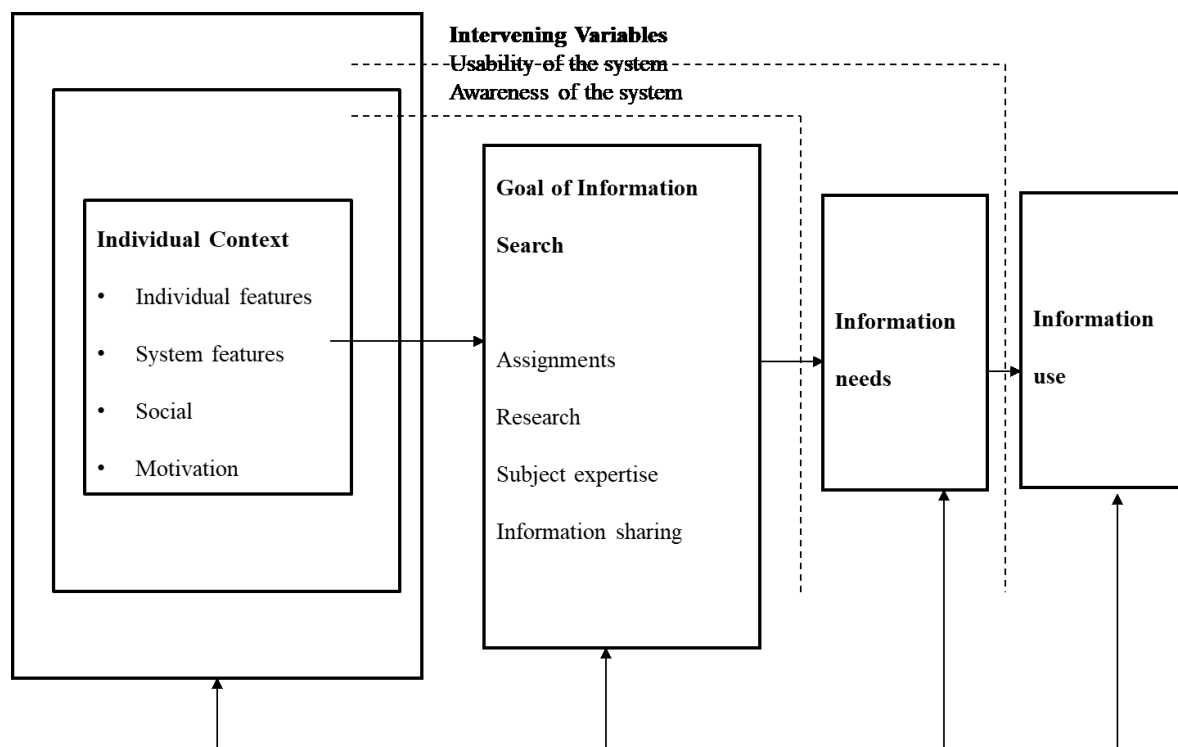 Intervening Variables
Usability of the system
Awareness of the system
Individual Context
• Individual features
• System features
• Social
• Motivation
Goal of Information
Search
Assignments
Research
Subject expertise
Information sharing
Information
needs
Information
use